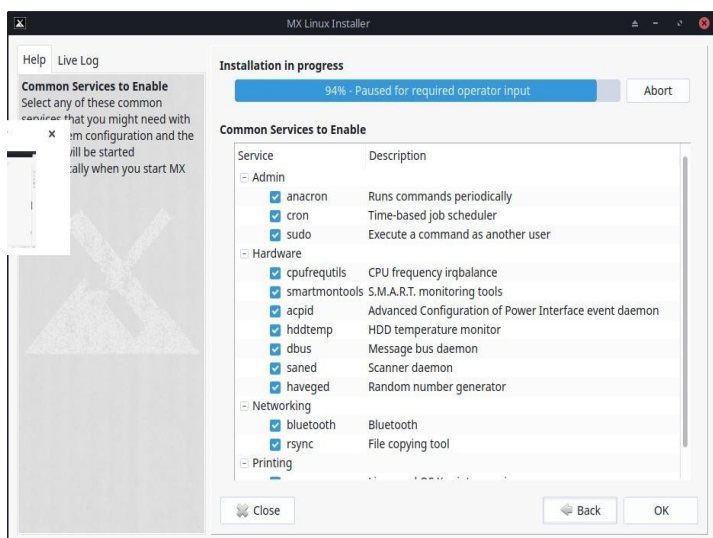 MX Linux Installer
Help Live Log
Common Services to Enable
Select any of these common
services that you might need with
em configuration and the
will be started
cally when you start MX
Installation in progress
94% - Paused for required operator input
Abort
Common Services to Enable
Service Description
Admin
anacron Runs commands periodically
cron Time-based job scheduler
sudo Execute a command as another user
Hardware
cpufrequtils CPU frequency irqbalance
smartmontools S.M.A.R.T. monitoring tools
acpid Advanced Configuration of Power Interface event daemon
hddtemp HDD temperature monitor
dbus Message bus daemon
saned Scanner daemon
haveged Random number generator
Networking
bluetooth Bluetooth
rsync File copying tool
Printing
Close
Back
OK